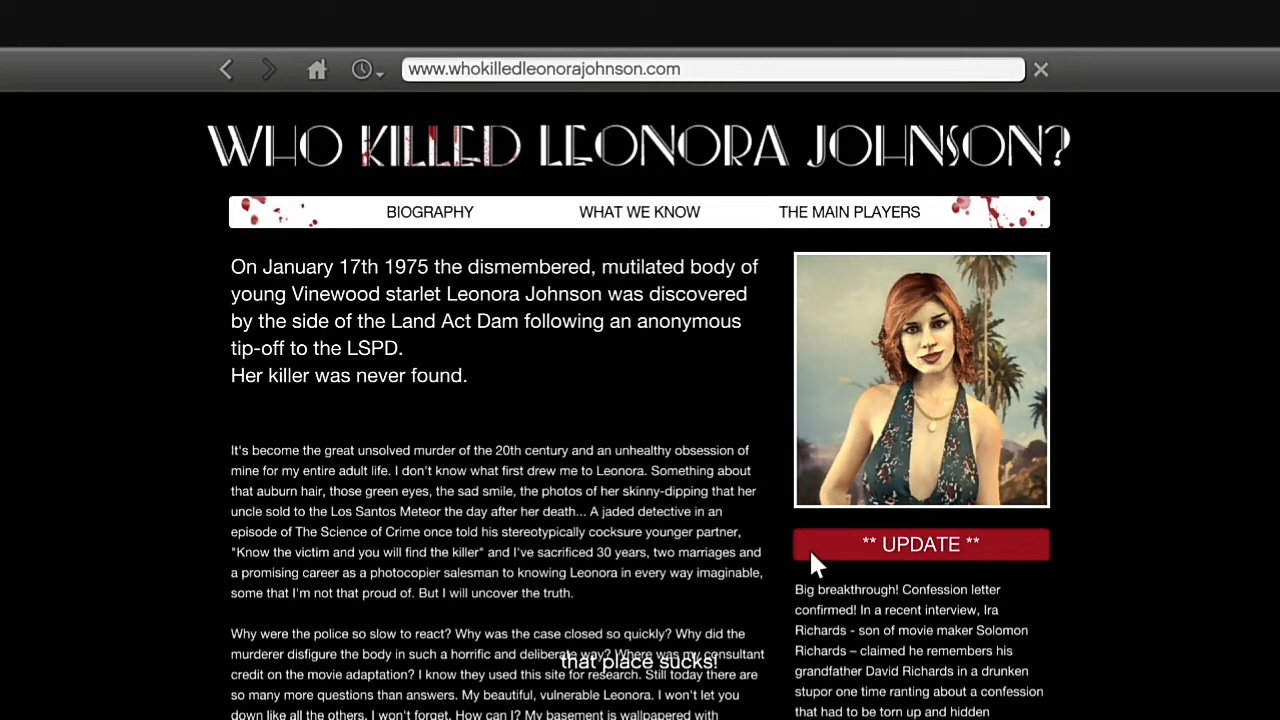 www.whokilledleonorajohnson.com
WHO KILLED LEONORA JOHNSON?
BIOGRAPHY WHAT WE KNOW THE MAIN PLAYERS
On January 17th 1975 the dismembered, mutilated body of
young Vinewood starlet Leonora Johnson was discovered
by the side of the Land Act Dam following an anonymous
tip-off to the LSPD.
Her killer was never found.
It's become the great unsolved murder of the 20th century and an unhealthy obsession of
mine for my entire adult life. I don't know what first drew me to Leonora. Something about
that auburn hair, those green eyes, the sad smile, the photos of her skinny-dipping that her
uncle sold to the Los Santos Meteor the day after her death... A jaded detective in an
episode of The Science of Crime once told his stereotypically cocksure younger partner,
"Know the victim and you will find the killer" and I've sacrificed 30 years, two marriages and
a promising career as a photocopier salesman to knowing Leonora in every way imaginable,
some that I'm not that proud of. But I will uncover the truth.
Why were the police so slow to react? Why was the case closed so quickly? Why did the
murderer disfigure the body in such a horrific and deliberate way? Where was my consultant
credit on the movie adaptation? I know they used this site for research. Still today there are
so many more questions than answers. My beautiful, vulnerable Leonora. I won't let you
down like all the others. I won't forget. How can I? My basement is wallpapered with
that place sucks!
** UPDATE **
Big breakthrough! Confession letter
confirmed! In a recent interview, Ira
Richards - son of movie maker Solomon
Richards – claimed he remembers his
grandfather David Richards in a drunken
stupor one time ranting about a confession
that had to be torn up and hidden